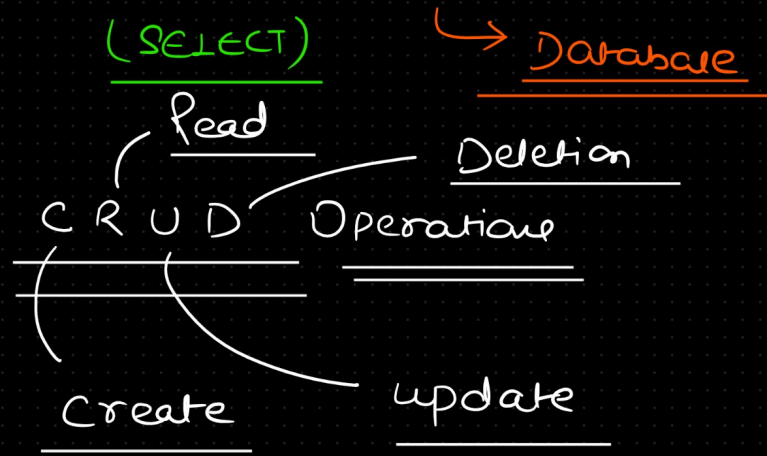 (SELECT)
Database
Read
Deletion
C R U D Operations
Create
update